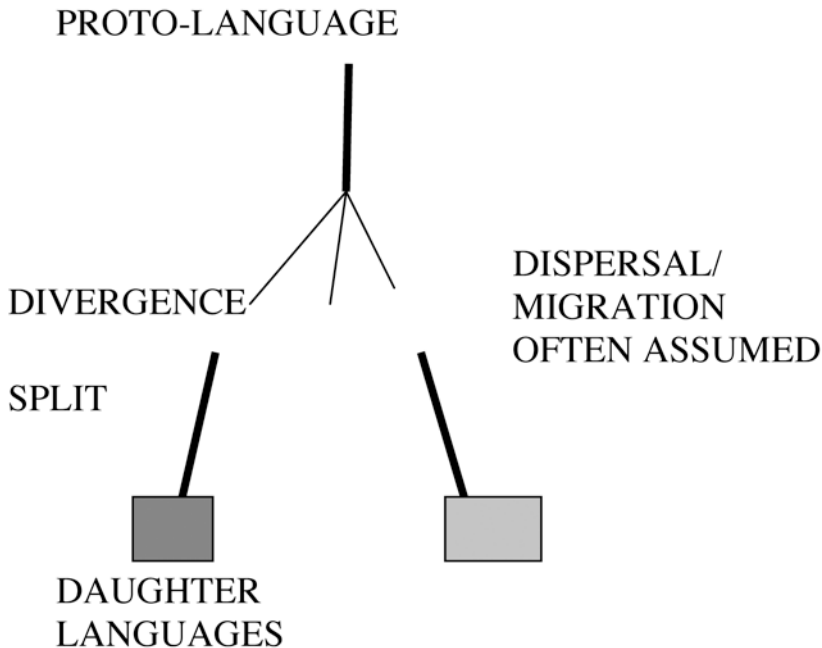 PROTO-LANGUAGE
DIVERGENCE
DISPERSAL/
MIGRATION
OFTEN ASSUMED
SPLIT
DAUGHTER
LANGUAGES